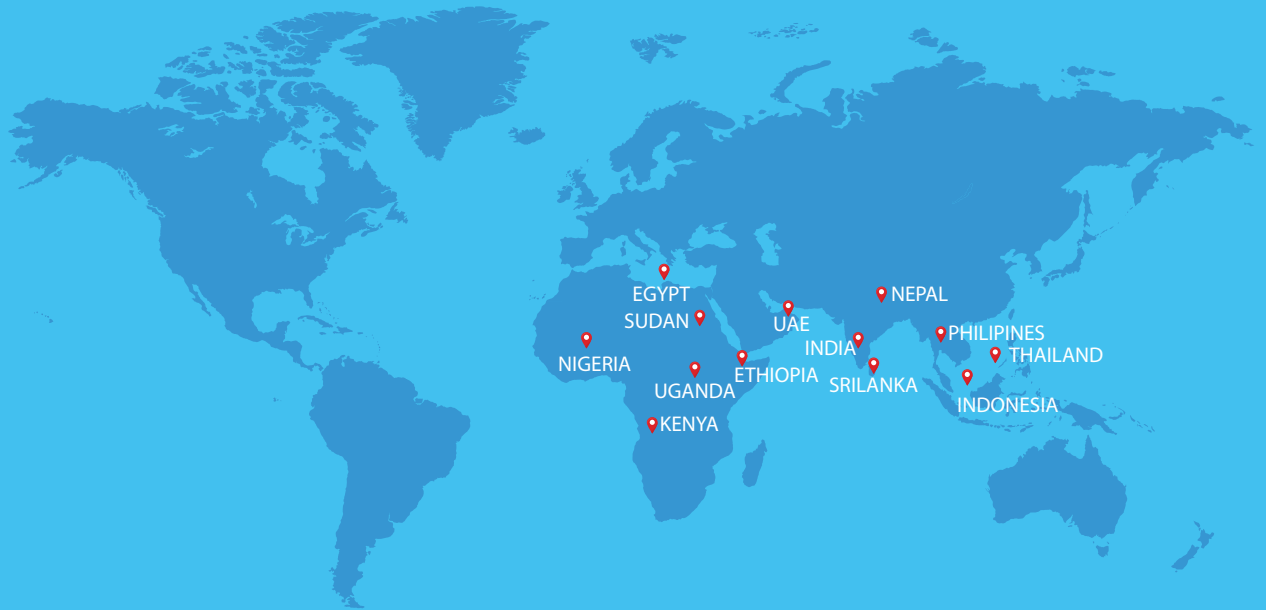 EGYPT
NEPAL
SUDAN
UAE
PHILIPINES
INDIA
THAILAND
NIGERIA
ETHIOPIA
UGANDA
SRILANKA
INDONESIA
KENYA